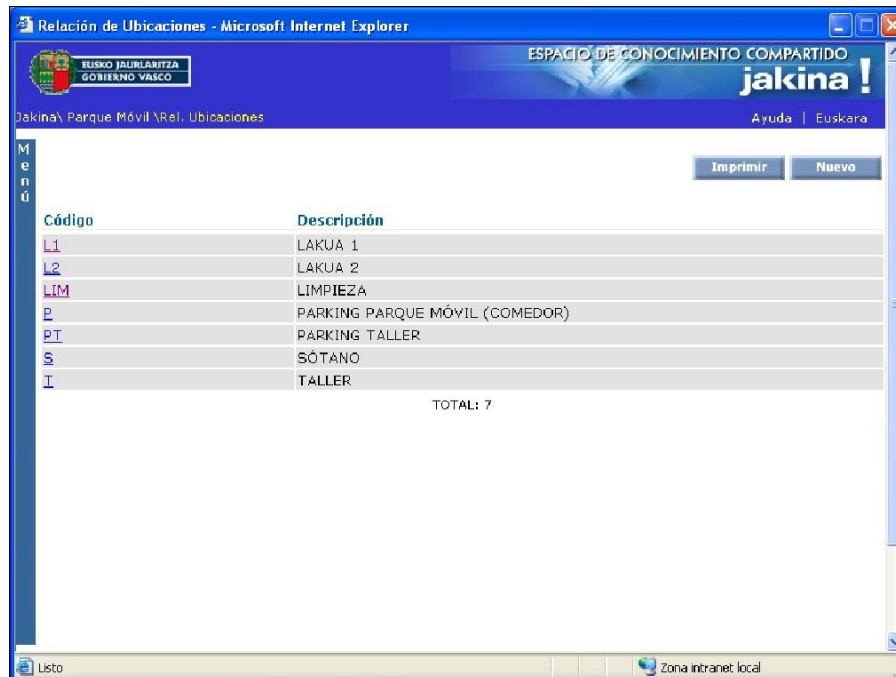 Relación de Ubicaciones - Microsoft Internet Explorer
EUSKO JAURLARITZA
GOBIERNO VASCO
ESPACIO DE CONOCIMIENTO COMPARTIDO
jakina!
Jakina\ Parque Móvil \Rel. Ubicaciones
Ayuda | Euskara
Menú
Imprimir Nuevo
Código Descripción
L1 LAKUA 1
L2 LAKUA 2
LIM LIMPIEZA
P PARKING PARQUE MÓVIL (COMEDOR)
PT PARKING TALLER
S SÓTANO
T TALLER
TOTAL: 7
Listo Zona intranet local